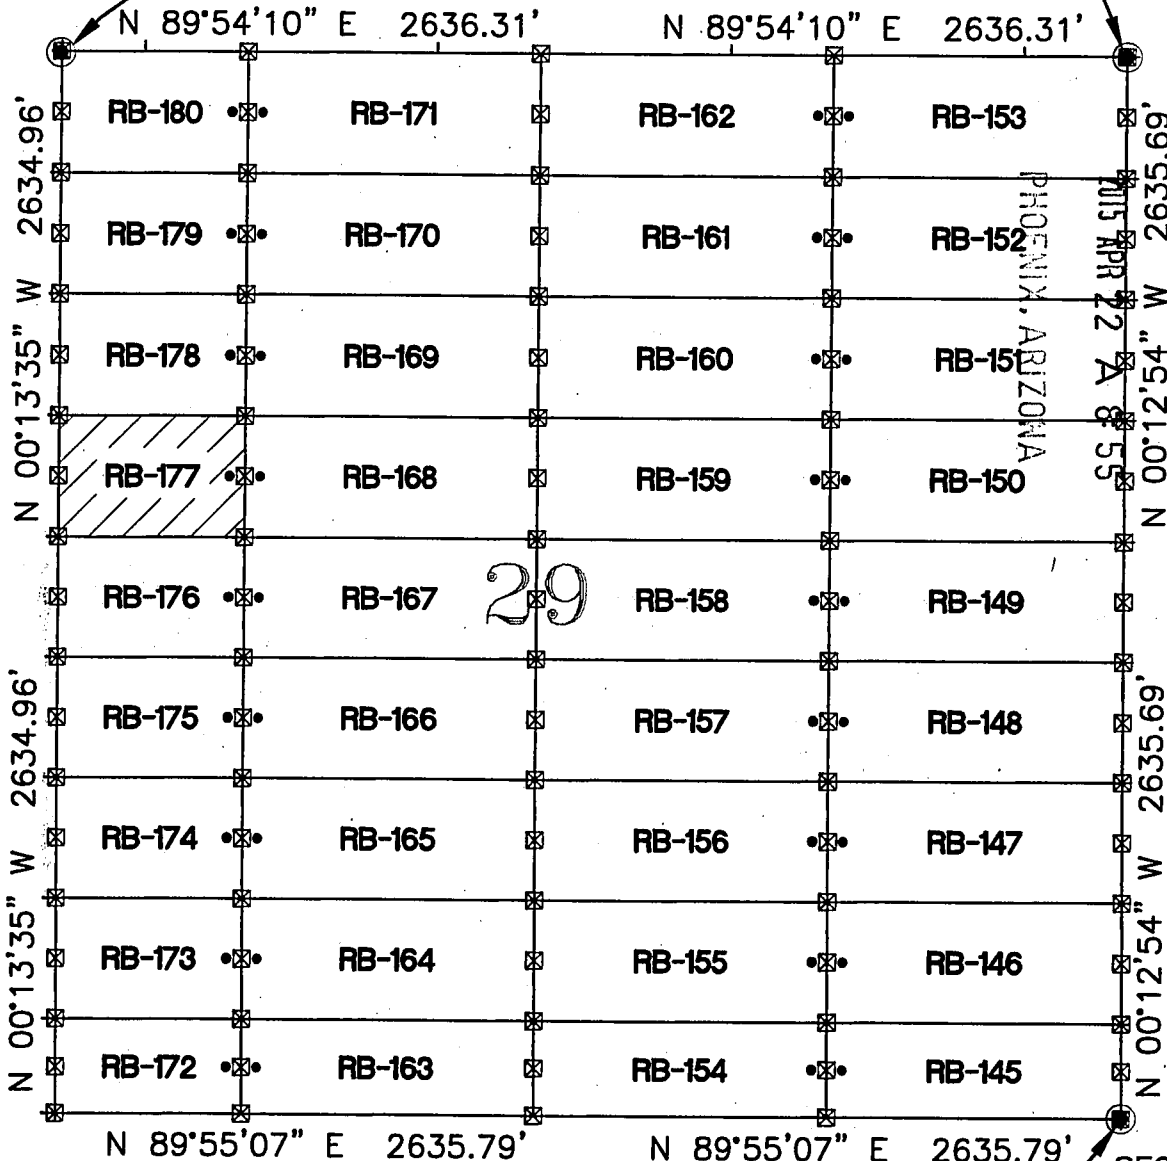 N 89°54'10" E 2636.31' N 89°54'10" E 2636.31'
N 00°13'35" W 2634.96'
N 00°13'35" W 2634.96'
RB-180 RB-171 RB-162 RB-153
RB-179 RB-170 RB-161 RB-152
RB-178 RB-169 RB-160 RB-151
RB-177 RB-168 RB-159 RB-150
RB-176 RB-167 29 RB-158 RB-149
RB-175 RB-166 RB-157 RB-148
RB-174 RB-165 RB-156 RB-147
RB-173 RB-164 RB-155 RB-146
RB-172 RB-163 RB-154 RB-145
2015 APR 22 A 8:55
PHOENIX, ARIZONA
N 00°12'54" W 2635.69'
N 00°12'54" W 2635.69'
N 89°55'07" E 2635.79' N 89°55'07" E 2635.79'